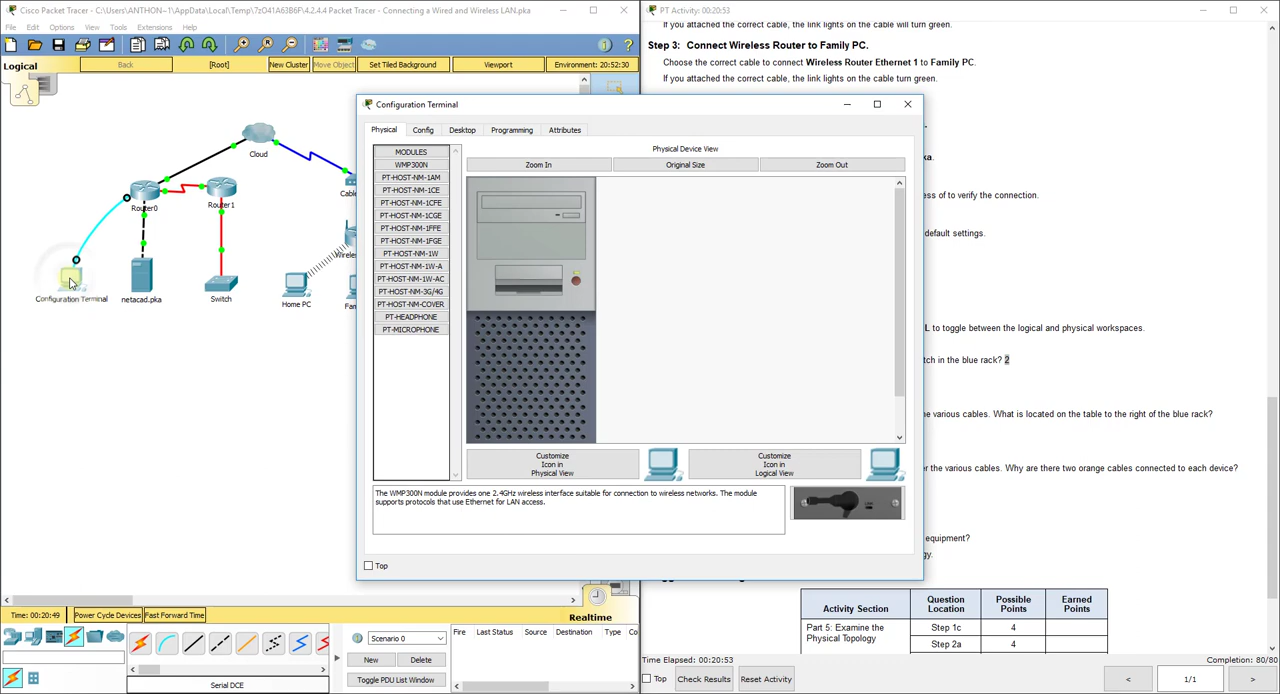 Cisco Packet Tracer - C:\Users\ANTHON~1\AppData\Local\Temp\7zO41A63B6F\4.2.4.4 Packet Tracer - Connecting a Wired and Wireless LAN.pka
File Edit Options View Tools Extensions Help
Logical
Back
[Root]
New Cluster
Move Object
Set Tiled Background
Viewport
Environment: 20:52:30
Cloud
Router0
Router1
Cable
Wireless
Configuration Terminal
netacad.pka
Switch
Home PC
Fam
Configuration Terminal
Physical
Config
Desktop
Programming
Attributes
MODULES
WMP300N
PT-HOST-NM-1AM
PT-HOST-NM-1CE
PT-HOST-NM-1CFE
PT-HOST-NM-1CGE
PT-HOST-NM-1FFE
PT-HOST-NM-1FGE
PT-HOST-NM-1W
PT-HOST-NM-1W-A
PT-HOST-NM-1W-AC
PT-HOST-NM-3G/4G
PT-HOST-NM-COVER
PT-HEADPHONE
PT-MICROPHONE
Physical Device View
Zoom In
Original Size
Zoom Out
Customize
Icon in
Physical View
Customize
Icon in
Logical View
The WMP300N module provides one 2.4GHz wireless interface suitable for connection to wireless networks. The module
supports protocols that use Ethernet for LAN access.
Top
Time: 00:20:49
Power Cycle Devices
Fast Forward Time
Realtime
Scenario 0
New
Delete
Toggle PDU List Window
Fire Last Status Source Destination Type Co
Serial DCE
PT Activity: 00:20:53
If you attached the correct cable, the link lights on the cable will turn green.
Step 3: Connect Wireless Router to Family PC.
Choose the correct cable to connect Wireless Router Ethernet 1 to Family PC.
If you attached the correct cable, the link lights on the cable turn green.
ka.
ess of to verify the connection.
default settings.
L to toggle between the logical and physical workspaces.
tch in the blue rack? 2
he various cables. What is located on the table to the right of the blue rack?
er the various cables. Why are there two orange cables connected to each device?
equipment?
gy.
Activity Section
Question
Location
Possible
Points
Earned
Points
Part 5: Examine the
Physical Topology
Step 1c
4
Step 2a
4
Time Elapsed: 00:20:53
Completion: 80/80
Top
Check Results
Reset Activity
<
1/1
>